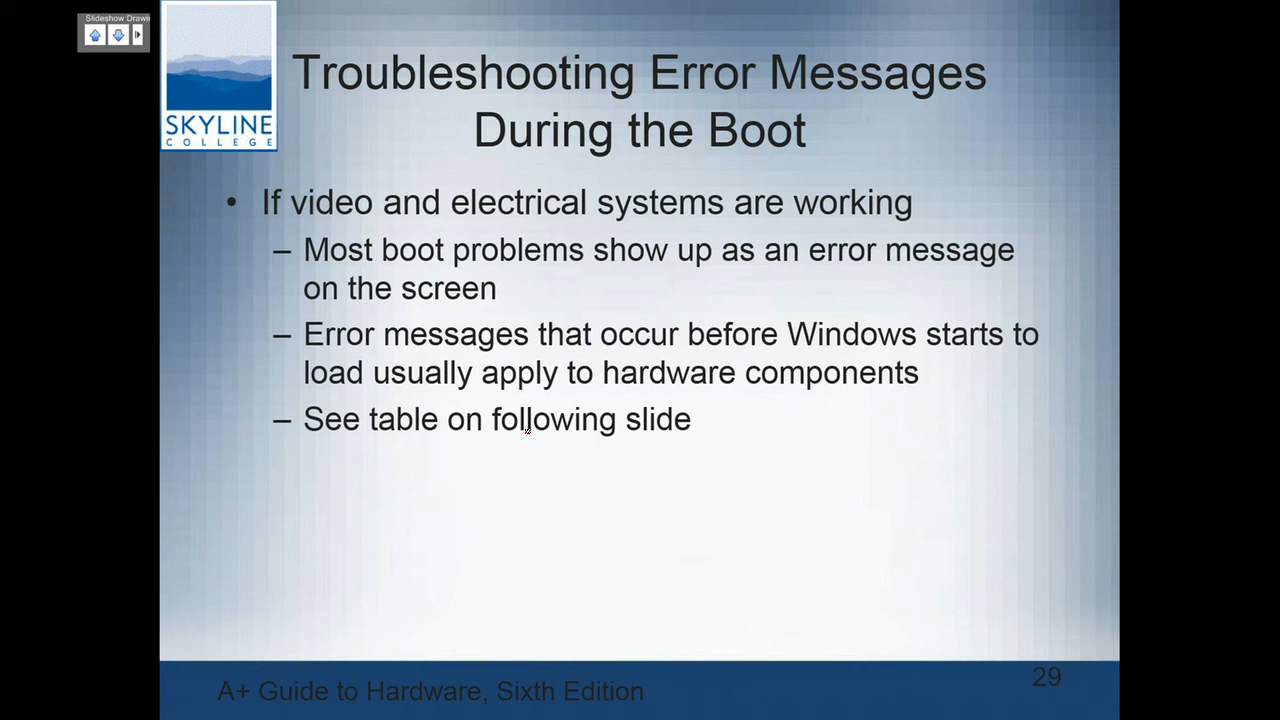 Slideshow Drawi
SKYLINE
COLLEGE
Troubleshooting Error Messages
During the Boot
• If video and electrical systems are working
– Most boot problems show up as an error message
on the screen
– Error messages that occur before Windows starts to
load usually apply to hardware components
– See table on following slide
A+ Guide to Hardware, Sixth Edition
29